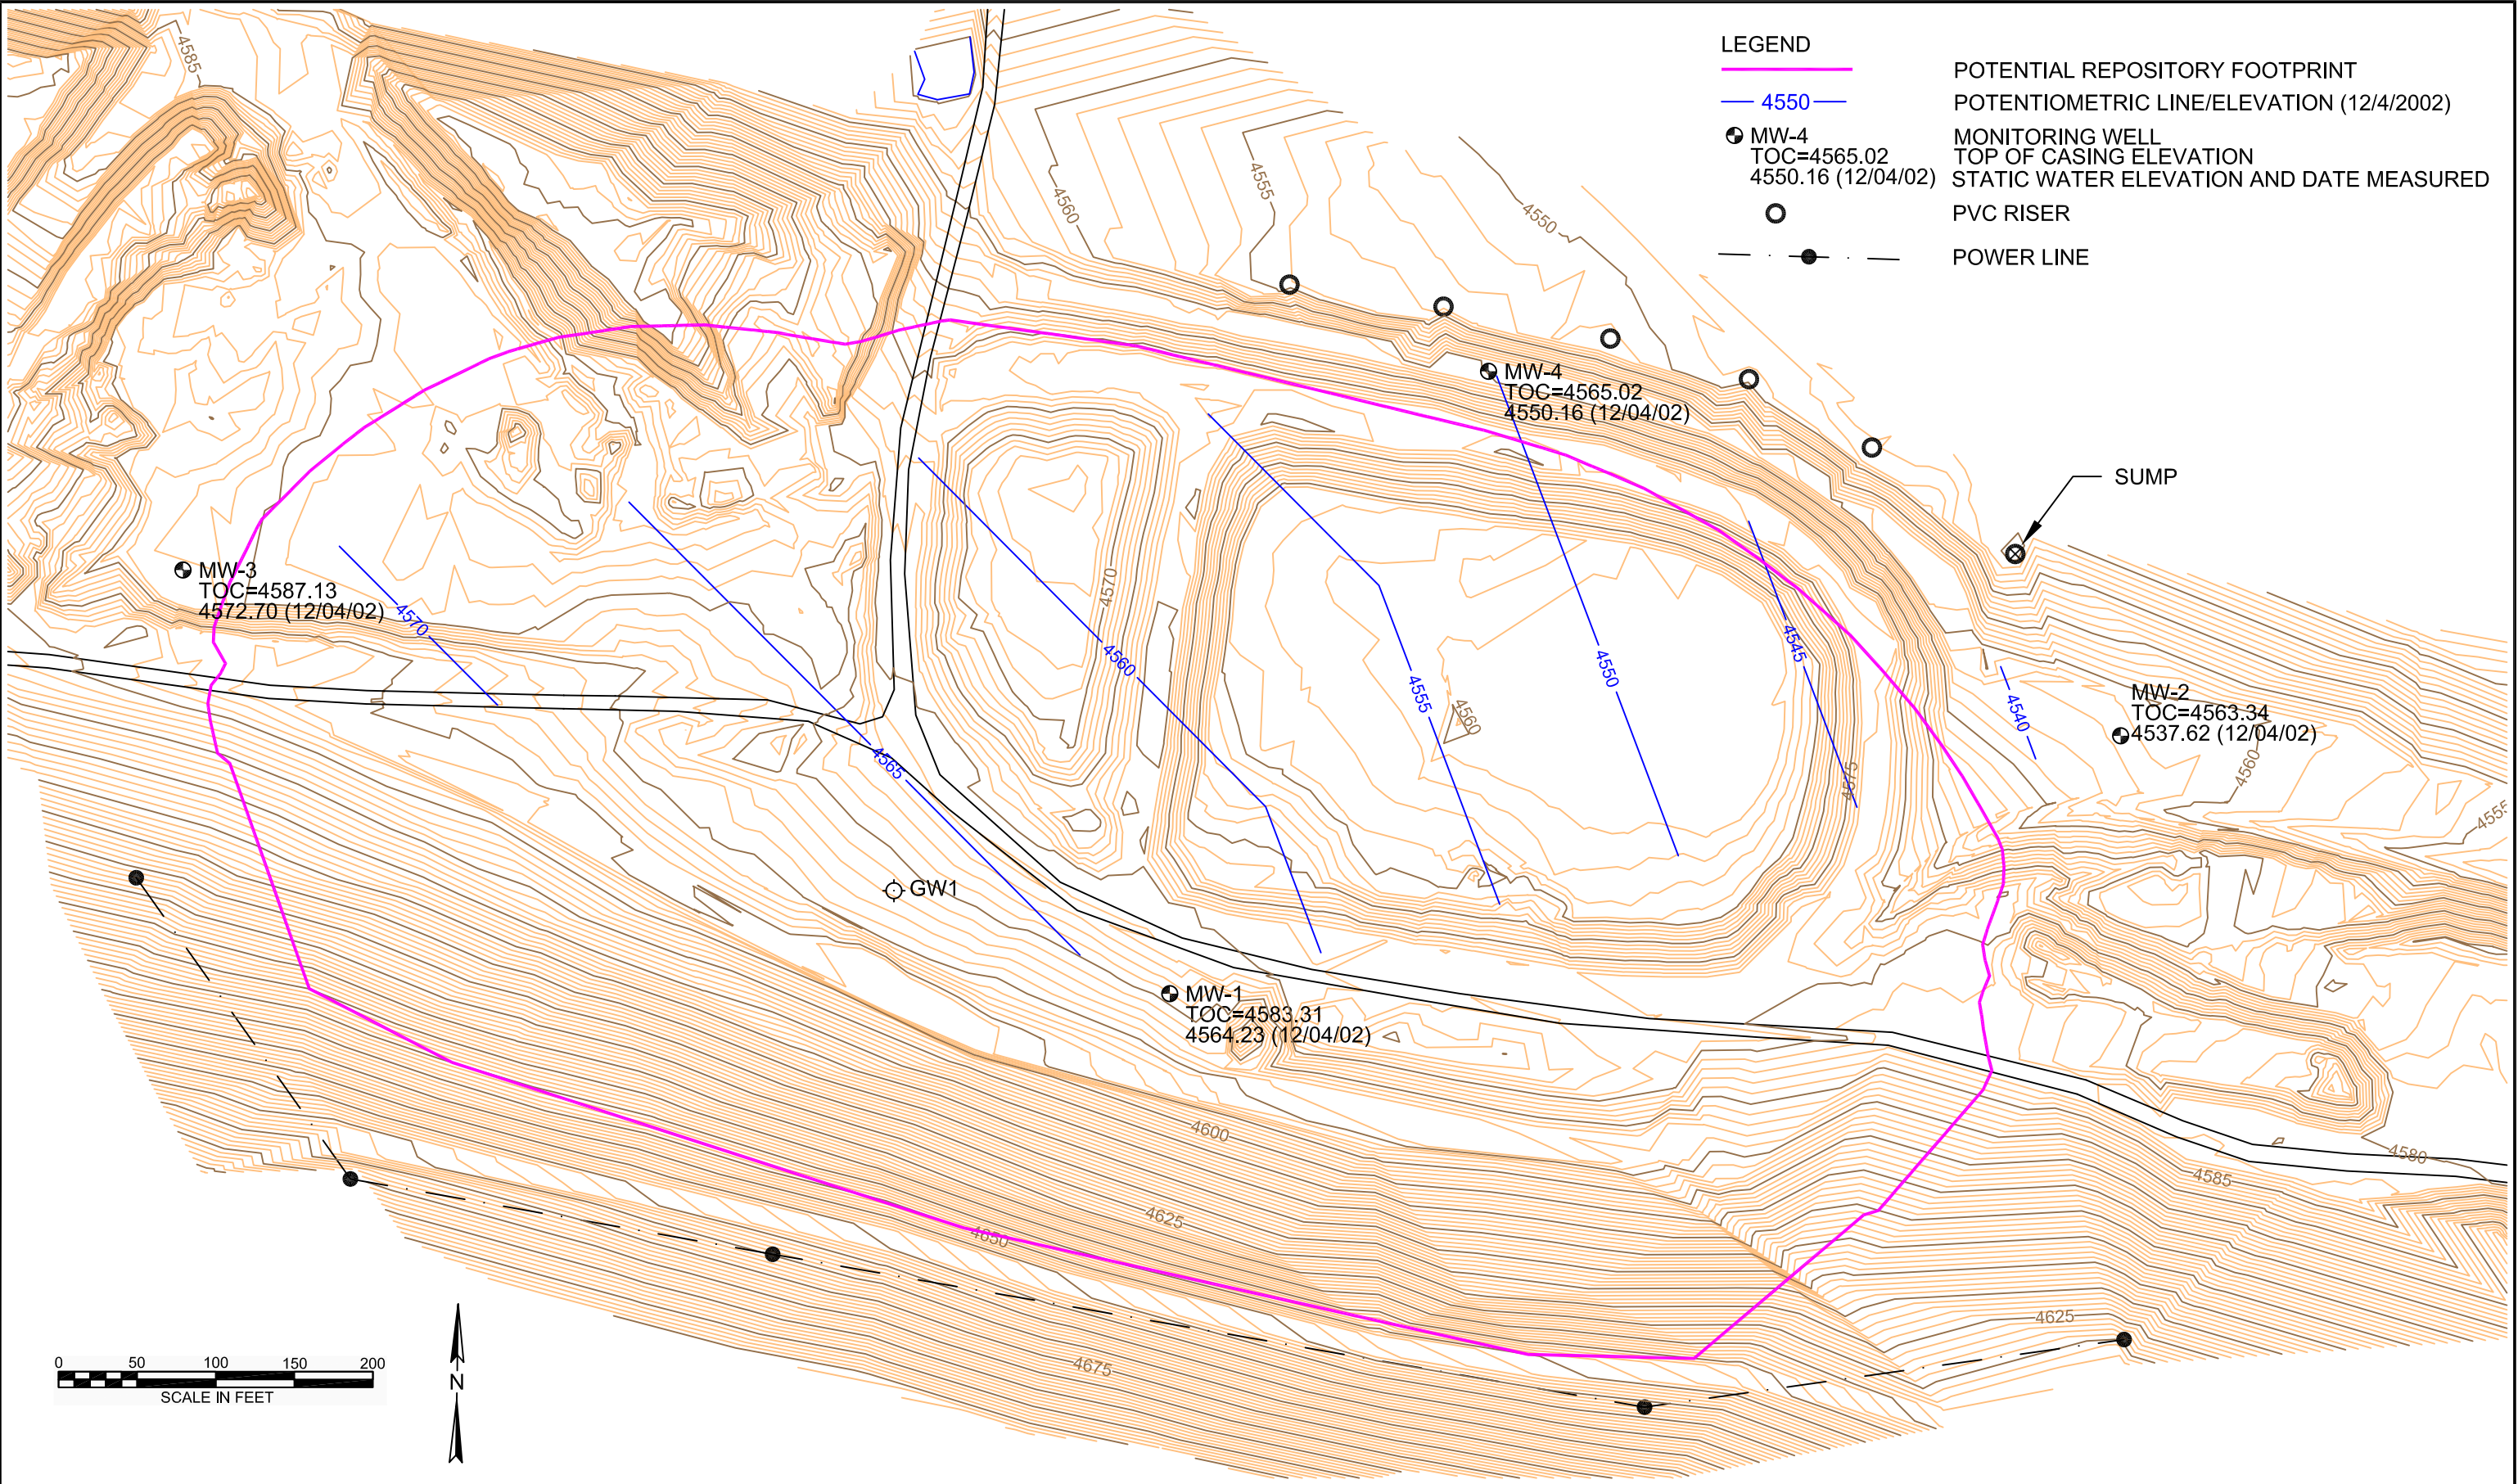 LEGEND
POTENTIAL REPOSITORY FOOTPRINT
4550 POTENTIOMETRIC LINE/ELEVATION (12/4/2002)
MW-4 MONITORING WELL
TOC=4565.02 TOP OF CASING ELEVATION
4550.16 (12/04/02) STATIC WATER ELEVATION AND DATE MEASURED
PVC RISER
POWER LINE
4585
4560
4555
4550
MW-4
TOC=4565.02
4550.16 (12/04/02)
SUMP
MW-3
TOC=4587.13
4572.70 (12/04/02)
4570
4570
4565
4560
4555
4560
4550
4545
4575
4540
MW-2
TOC=4563.34
4537.62 (12/04/02)
4560
4555
GW1
MW-1
TOC=4583.31
4564.23 (12/04/02)
4600
4580
4585
4625
4650
4625
4675
0 50 100 150 200
SCALE IN FEET
N